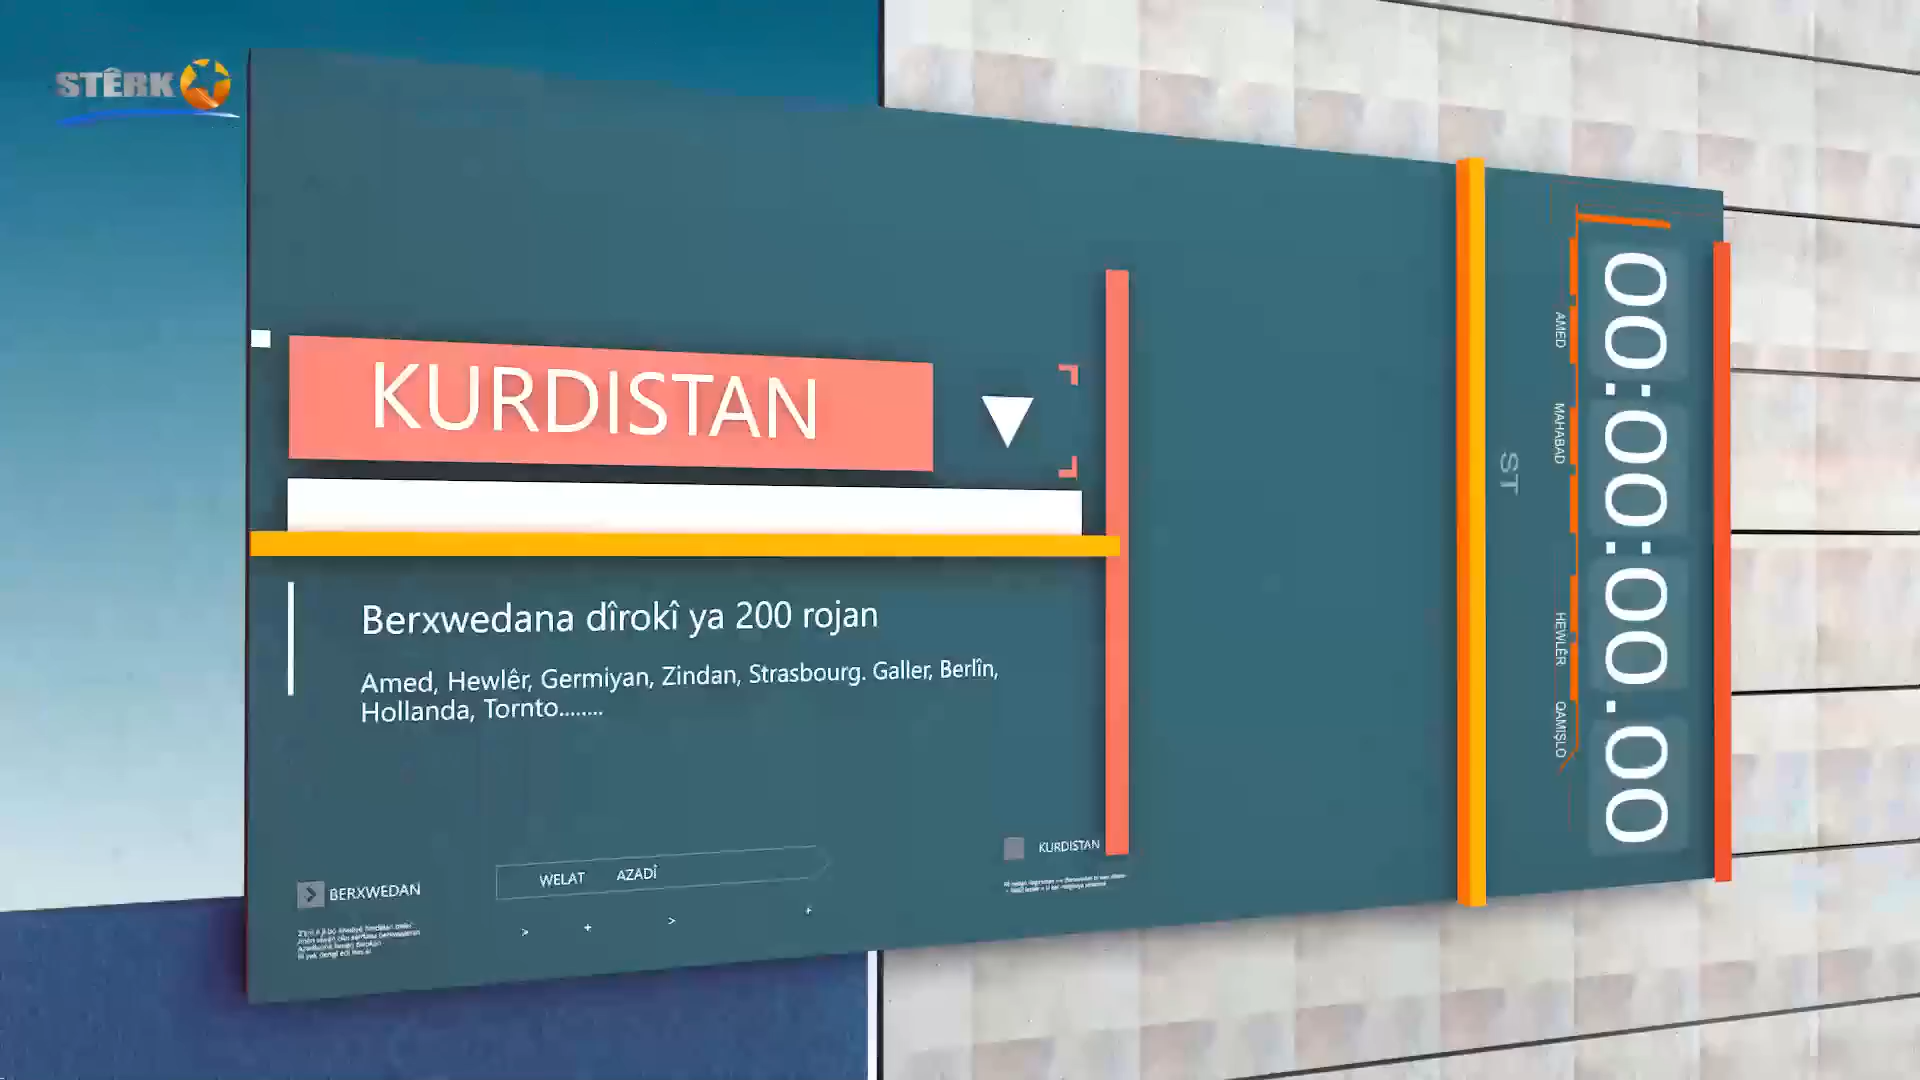 STÊRK
KURDISTAN
Berxwedana dîrokî ya 200 rojan
Amed, Hewlêr, Germiyan, Zindan, Strasbourg. Galler, Berlîn,
Hollanda, Tornto........
BERXWEDAN
WELAT AZADÎ
KURDISTAN
ST
AMED
MAHABAD
HEWLÊR
QAMIŞLO
00:00:00.00